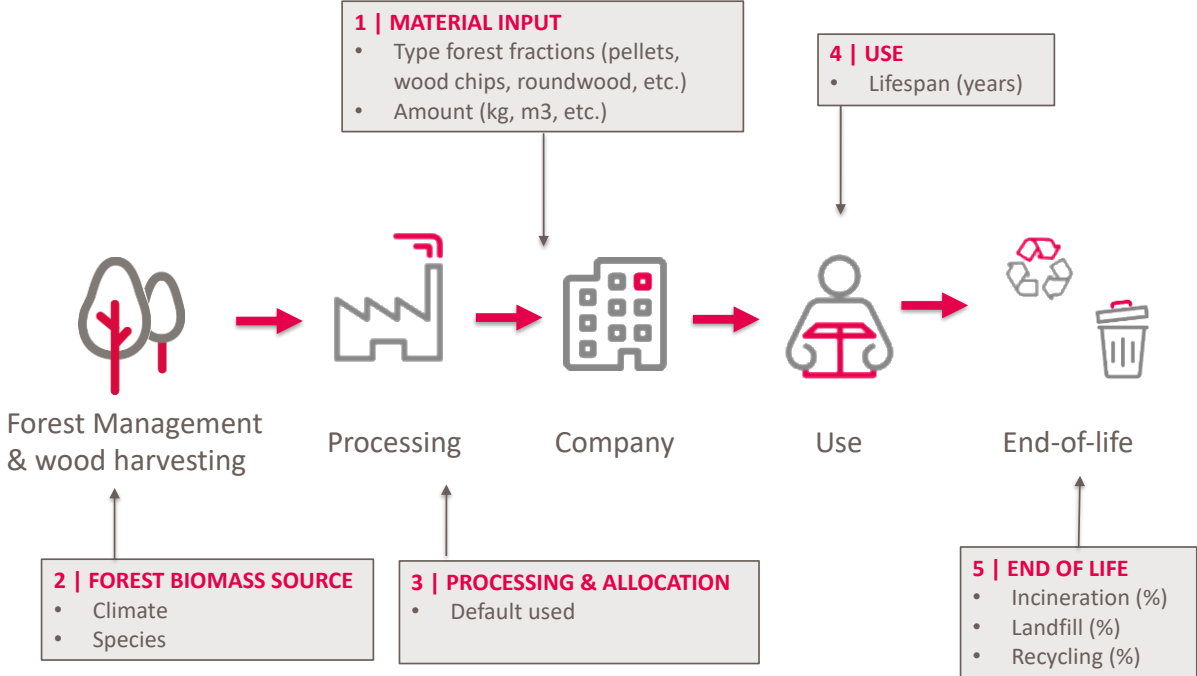 1 | MATERIAL INPUT
• Type forest fractions (pellets,
wood chips, roundwood, etc.)
• Amount (kg, m3, etc.)
4 | USE
• Lifespan (years)
Forest Management
& wood harvesting
Processing
Company
Use
End-of-life
2 | FOREST BIOMASS SOURCE
• Climate
• Species
3 | PROCESSING & ALLOCATION
• Default used
5 | END OF LIFE
• Incineration (%)
• Landfill (%)
• Recycling (%)